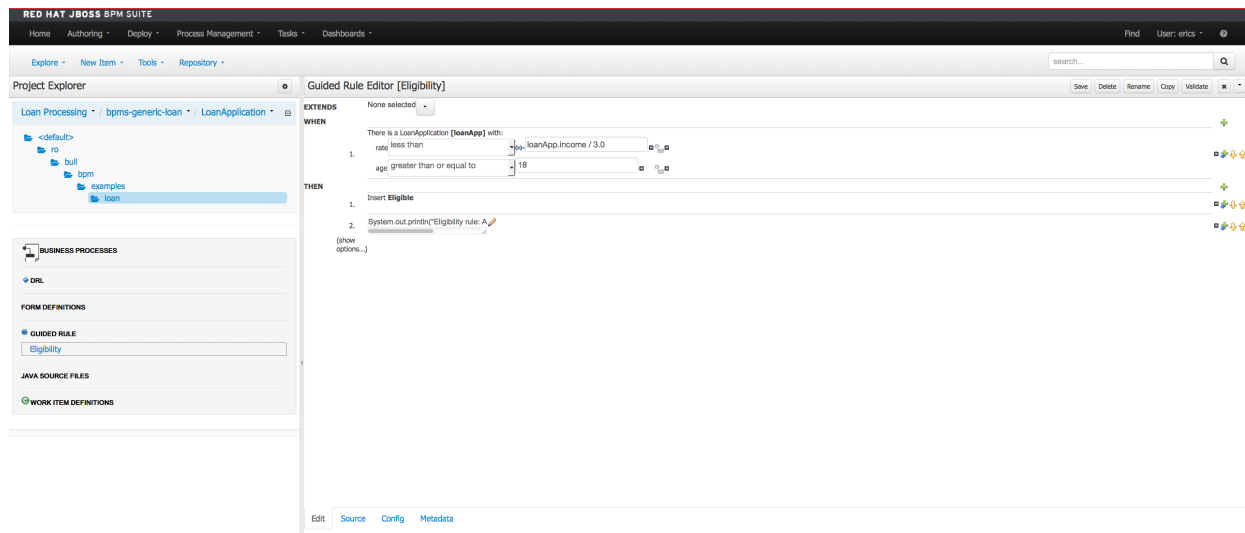 RED HAT JBOSS BPM SUITE
Home Authoring Deploy Process Management Tasks Dashboards Find User: erics
Explore New Item Tools Repository search...
Project Explorer
Loan Processing / bpms-generic-loan / LoanApplication
<default>
ro
bull
bpm
examples
loan
BUSINESS PROCESSES
DRL
FORM DEFINITIONS
GUIDED RULE
Eligibility
JAVA SOURCE FILES
WORK ITEM DEFINITIONS
Guided Rule Editor [Eligibility] Save Delete Rename Copy Validate
EXTENDS None selected
WHEN
There is a LoanApplication [loanApp] with:
1. rate less than loanApp.income / 3.0
age greater than or equal to 18
THEN
1. Insert Eligible
2. System.out.println("Eligibility rule: A
(show
options...)
Edit Source Config Metadata